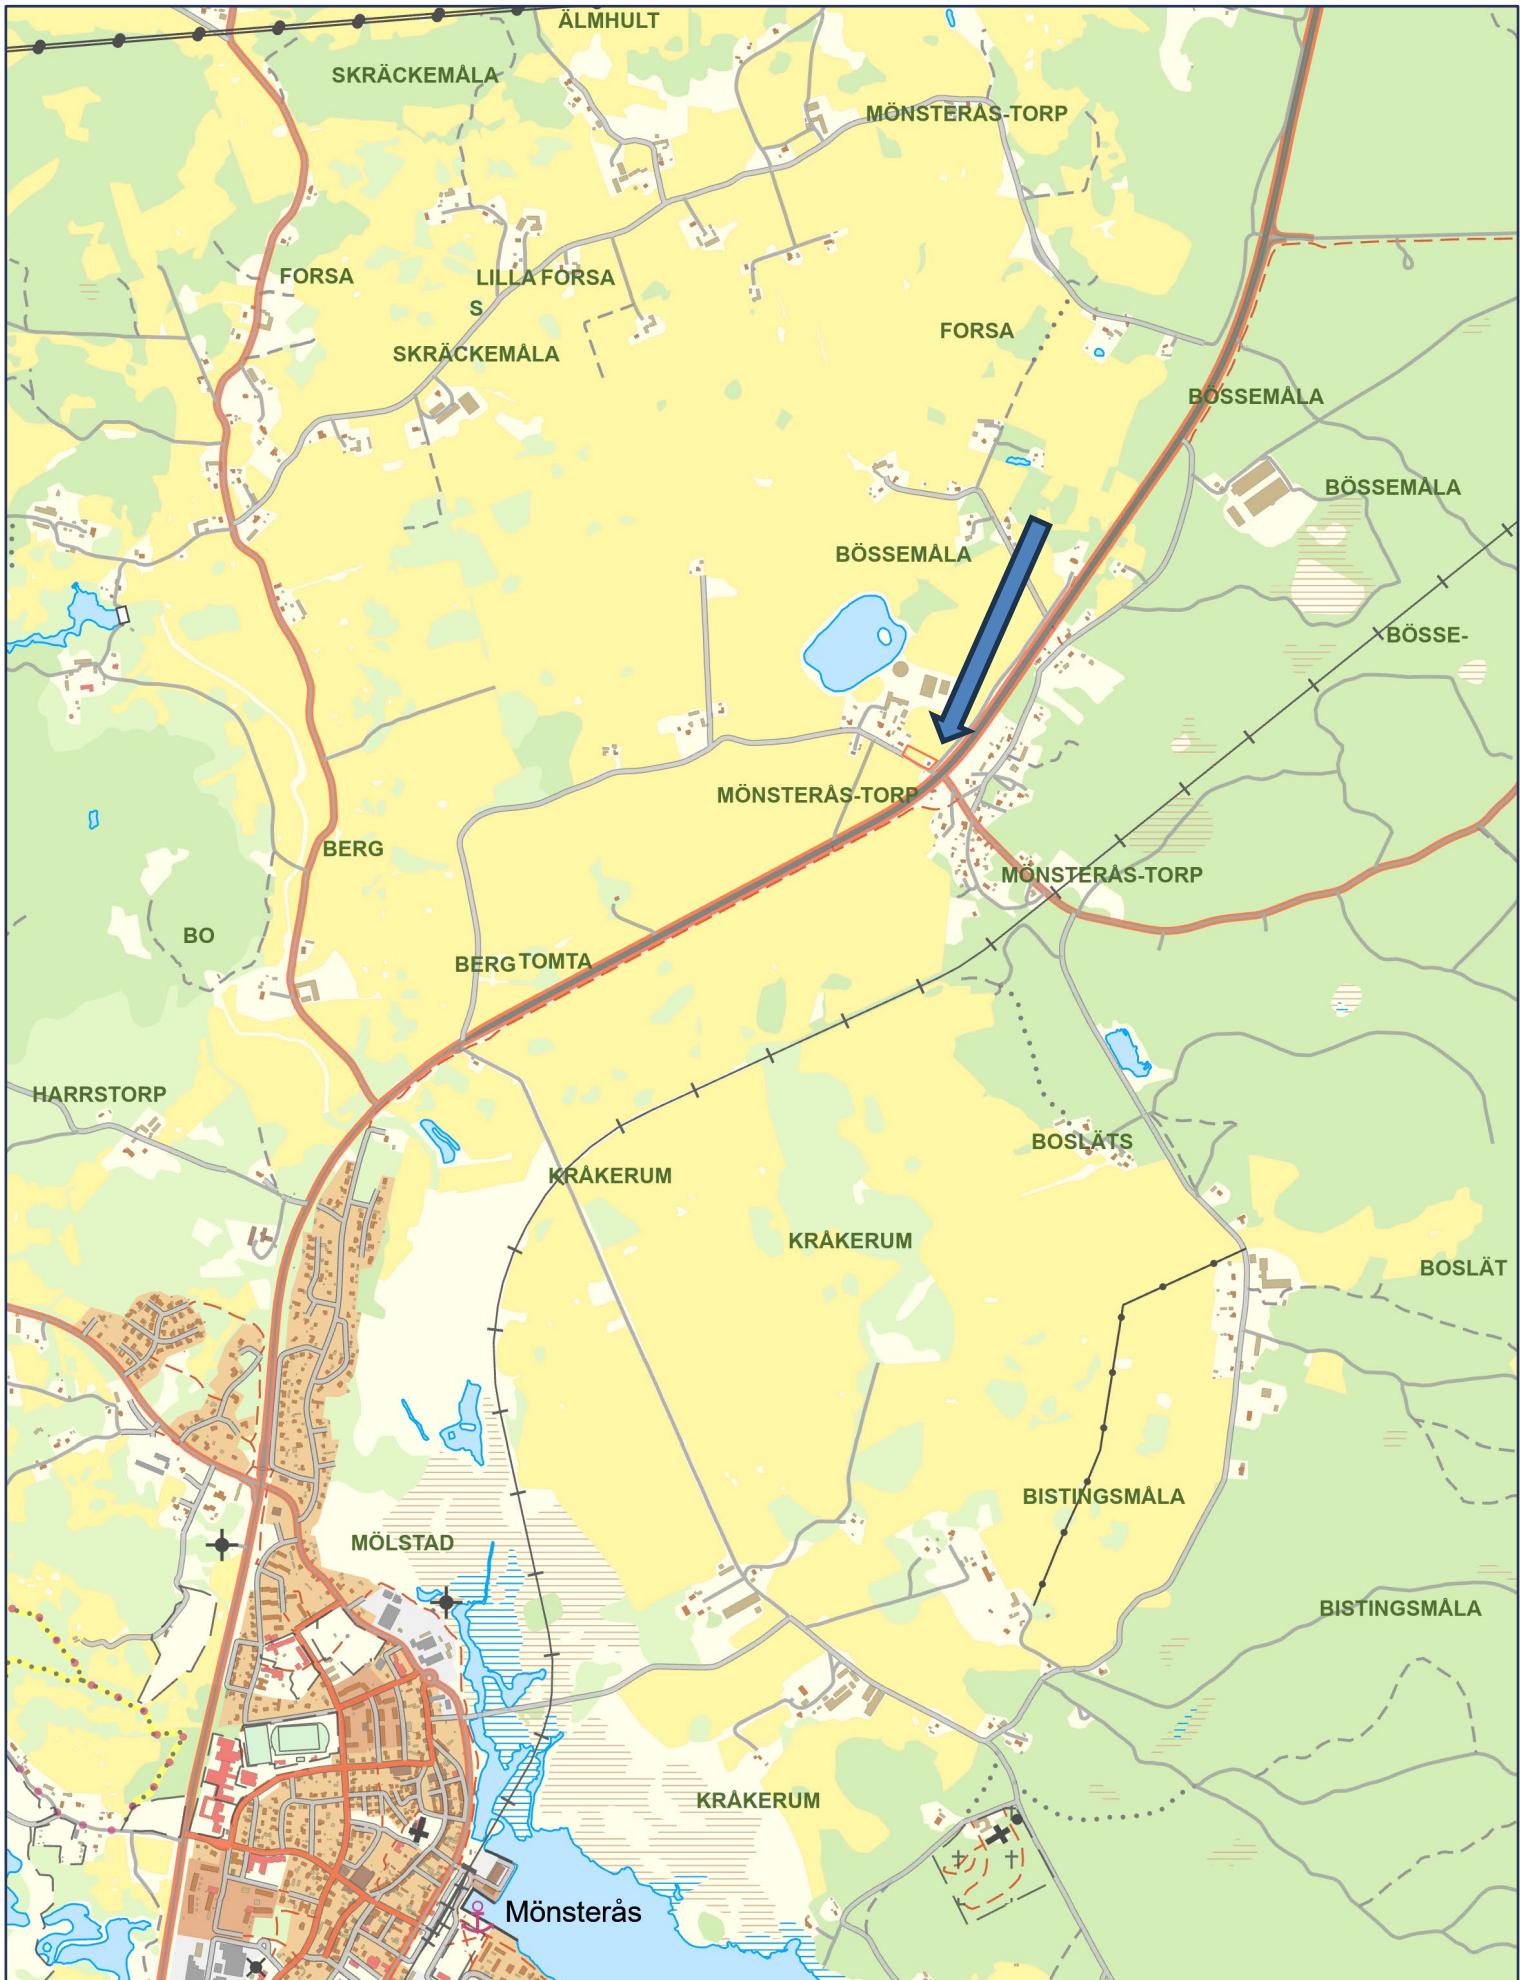 ÄLMHULT
SKRÄCKEMÅLA
MÖNSTERÅS-TORP
FORSA
LILLA FORSA
S
FORSA
SKRÄCKEMÅLA
BÖSSEMÅLA
BÖSSEMÅLA
BÖSSEMÅLA
BÖSSE-
MÖNSTERÅS-TORP
BERG
MÖNSTERÅS-TORP
BO
BERG TOMTA
HARRSTORP
BOSLÄTS
KRÅKERUM
KRÅKERUM
BOSLÄT
BISTINGSMÅLA
MÖLSTAD
BISTINGSMÅLA
KRÅKERUM
Mönsterås